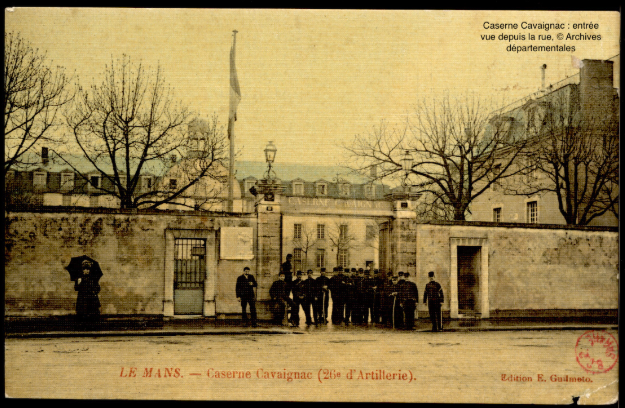 Caserne Cavaignac : entrée
vue depuis la rue, © Archives
départementales
LE MANS. — Caserne Cavaignac (26e d'Artillerie).
Edition E. Gudmeto.